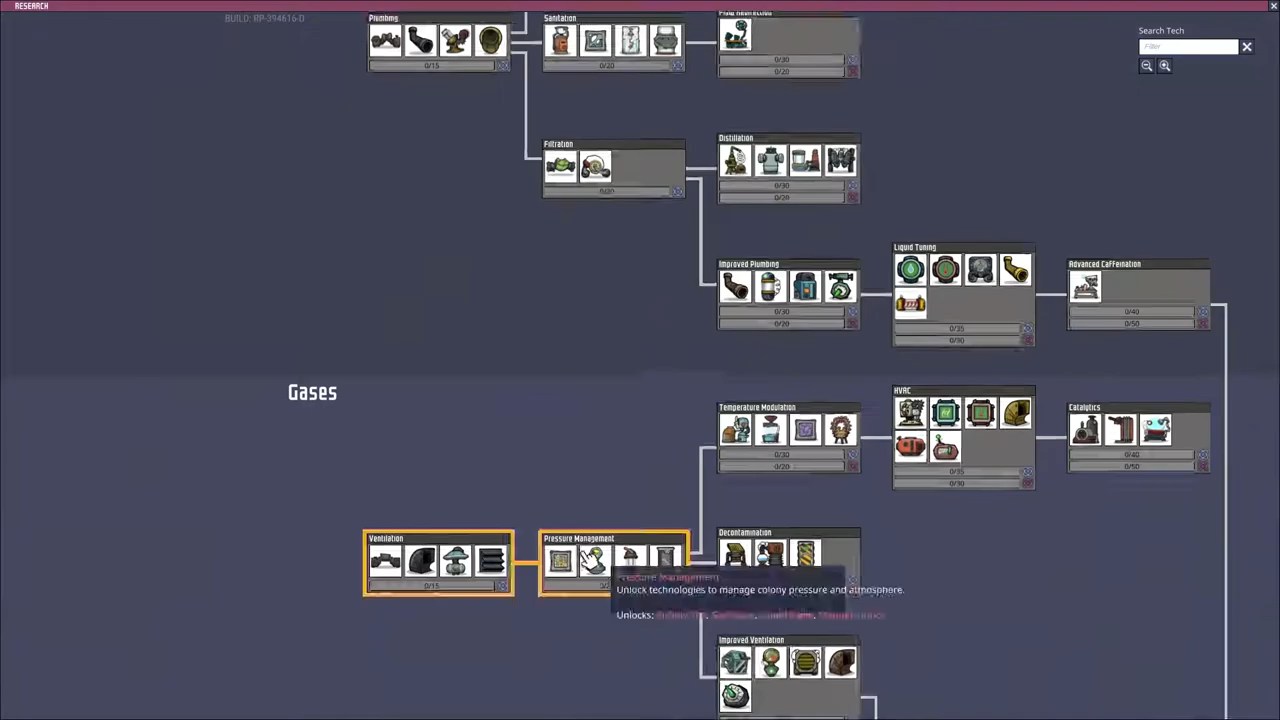 RESEARCH
BUILD: RP-394616-D
Search Tech
Filter
Plumbing
0/15
Sanitation
0/20
0/30
0/20
Filtration
Distillation
0/30
0/20
Improved Plumbing
0/30
0/20
Liquid Tuning
0/35
0/30
Advanced Caffeination
0/40
0/50
Gases
Temperature Modulation
0/30
0/20
HVAC
0/35
0/30
Catalytics
0/40
0/50
Ventilation
0/15
Pressure Management
Decontamination
Pressure Management
Unlock technologies to manage colony pressure and atmosphere.
Unlocks:
Improved Ventilation